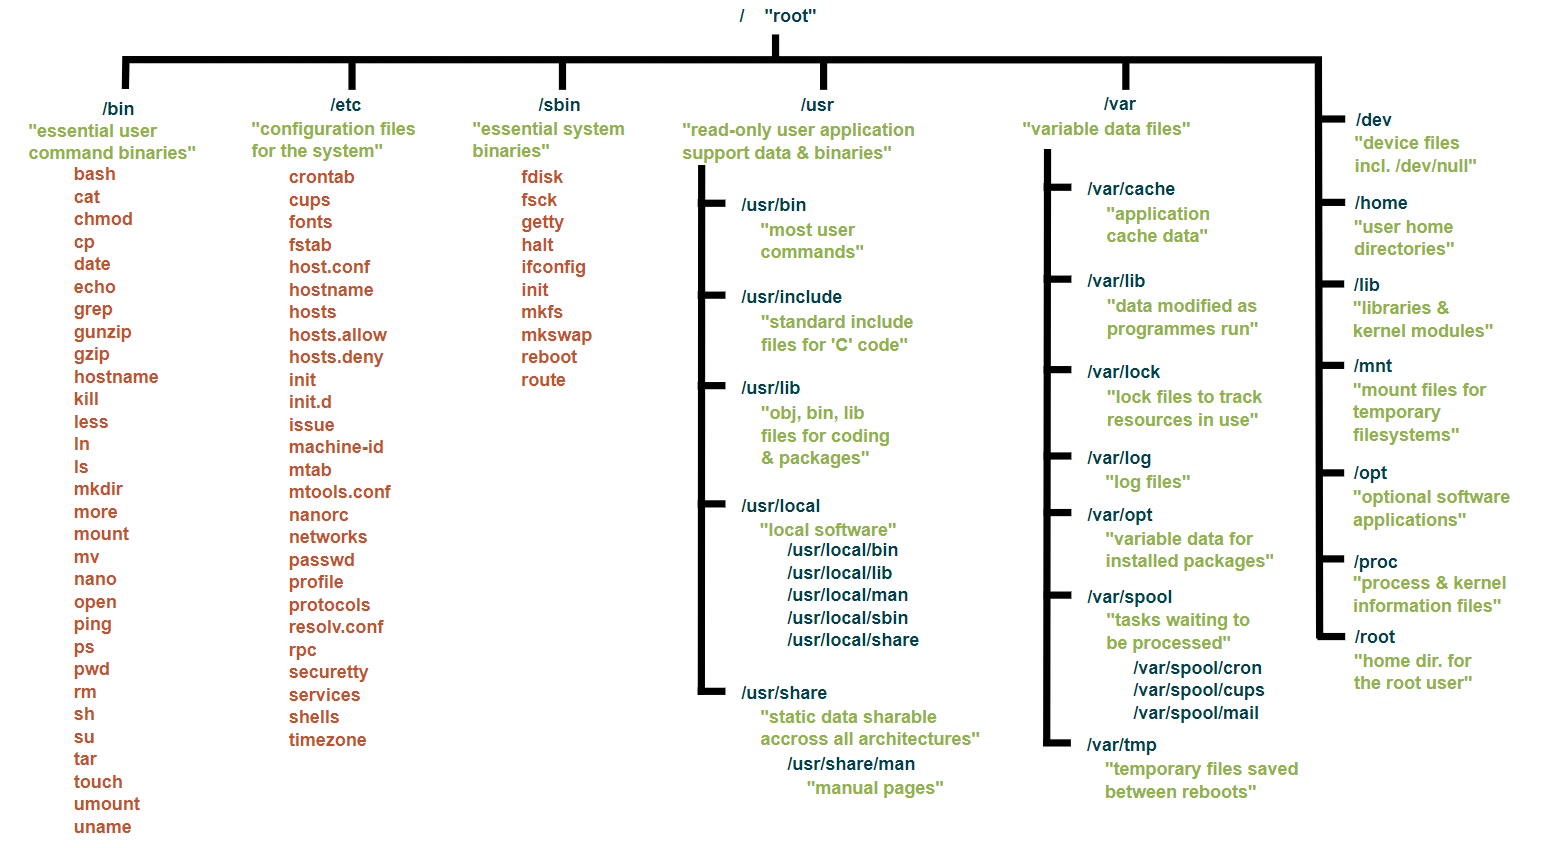 / "root"
/bin
"essential user
command binaries"
bash
cat
chmod
cp
date
echo
grep
gunzip
gzip
hostname
kill
less
ln
ls
mkdir
more
mount
mv
nano
open
ping
ps
pwd
rm
sh
su
tar
touch
umount
uname
/etc
"configuration files
for the system"
crontab
cups
fonts
fstab
host.conf
hostname
hosts
hosts.allow
hosts.deny
init
init.d
issue
machine-id
mtab
mtools.conf
nanorc
networks
passwd
profile
protocols
resolv.conf
rpc
securetty
services
shells
timezone
/sbin
"essential system
binaries"
fdisk
fsck
getty
halt
ifconfig
init
mkfs
mkswap
reboot
route
/usr
"read-only user application
support data & binaries"
/usr/bin
"most user
commands"
/usr/include
"standard include
files for 'C' code"
/usr/lib
"obj, bin, lib
files for coding
& packages"
/usr/local
"local software"
/usr/local/bin
/usr/local/lib
/usr/local/man
/usr/local/sbin
/usr/local/share
/usr/share
"static data sharable
accross all architectures"
/usr/share/man
"manual pages"
/var
"variable data files"
/var/cache
"application
cache data"
/var/lib
"data modified as
programmes run"
/var/lock
"lock files to track
resources in use"
/var/log
"log files"
/var/opt
"variable data for
installed packages"
/var/spool
"tasks waiting to
be processed"
/var/spool/cron
/var/spool/cups
/var/spool/mail
/var/tmp
"temporary files saved
between reboots"
/dev
"device files
incl. /dev/null"
/home
"user home
directories"
/lib
"libraries &
kernel modules"
/mnt
"mount files for
temporary
filesystems"
/opt
"optional software
applications"
/proc
"process & kernel
information files"
/root
"home dir. for
the root user"